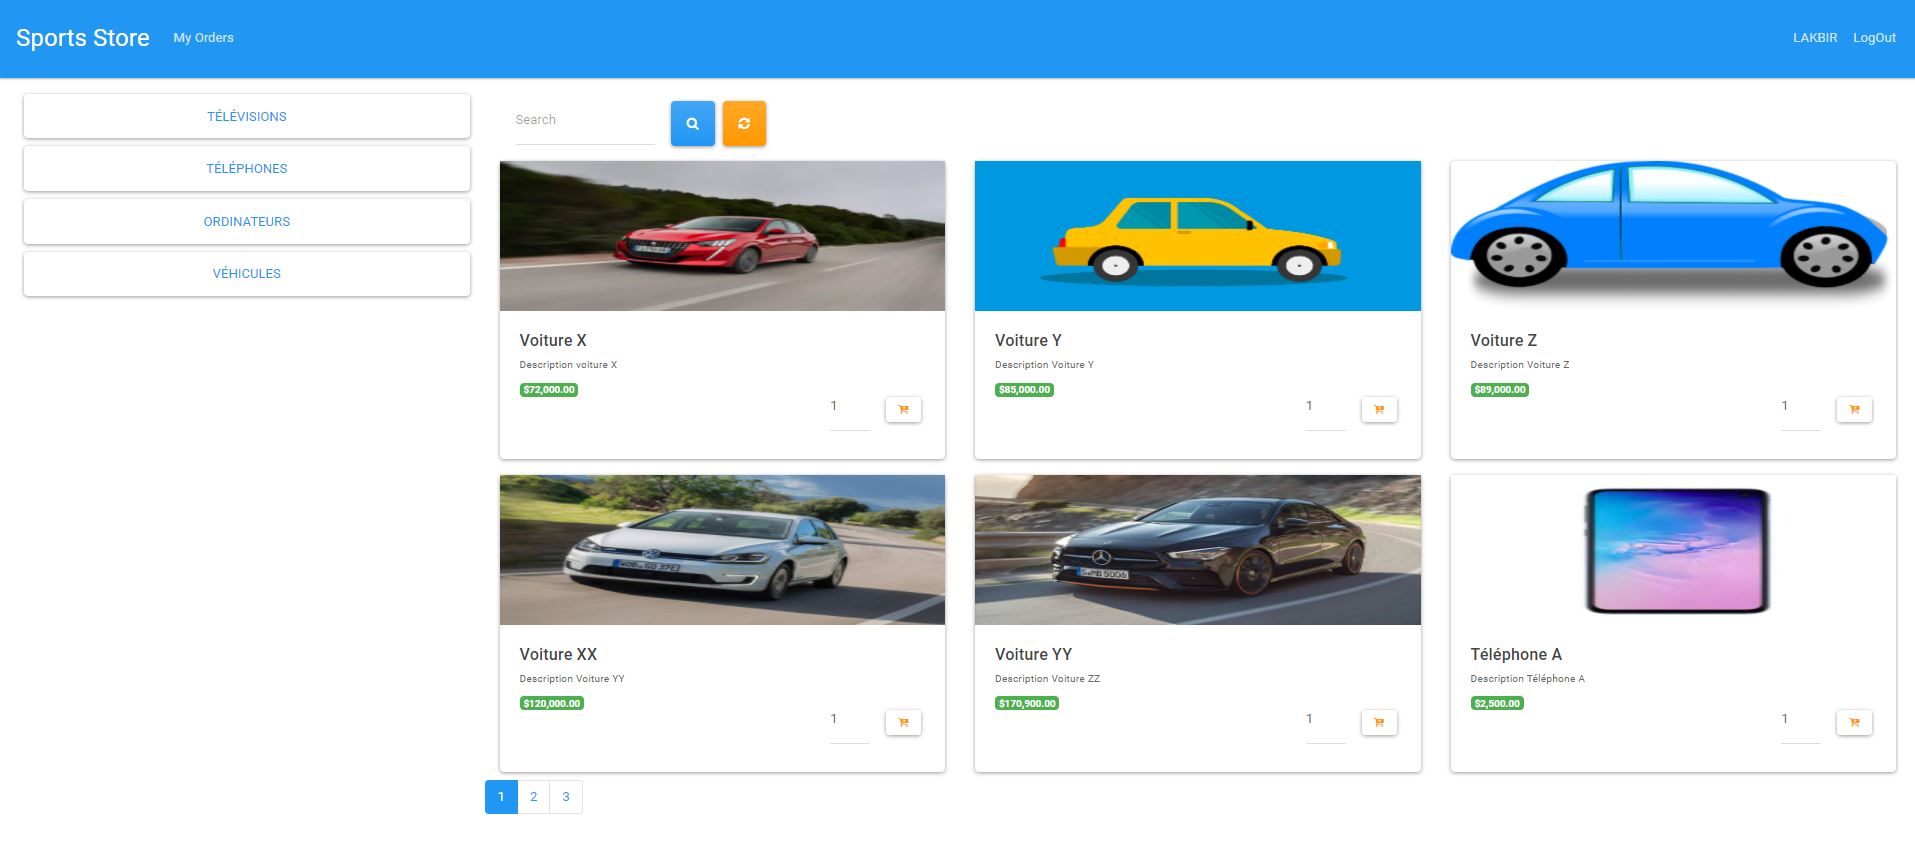 Sports Store
My Orders
LAKBIR
LogOut
TÉLÉVISIONS
TÉLÉPHONES
ORDINATEURS
VÉHICULES
Search
Voiture X
Description voiture X
$72,000.00
1
Voiture Y
Description Voiture Y
$85,000.00
1
Voiture Z
Description Voiture Z
$89,000.00
1
Voiture XX
Description Voiture YY
$120,000.00
1
Voiture YY
Description Voiture ZZ
$170,900.00
1
Téléphone A
Description Téléphone A
$2,500.00
1
1 2 3